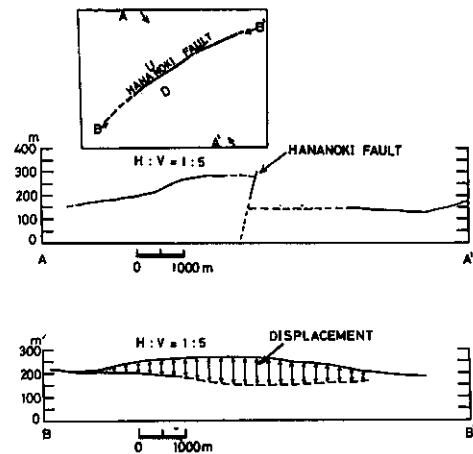 A
B'
U
HANANOKI FAULT
D
B
A'
m
H : V = 1 : 5
HANANOKI FAULT
400
300
200
100
0
A
A'
0 1000 m
m'
H : V = 1 : 5
DISPLACEMENT
300
200
100
0
B
B
0 1000 m